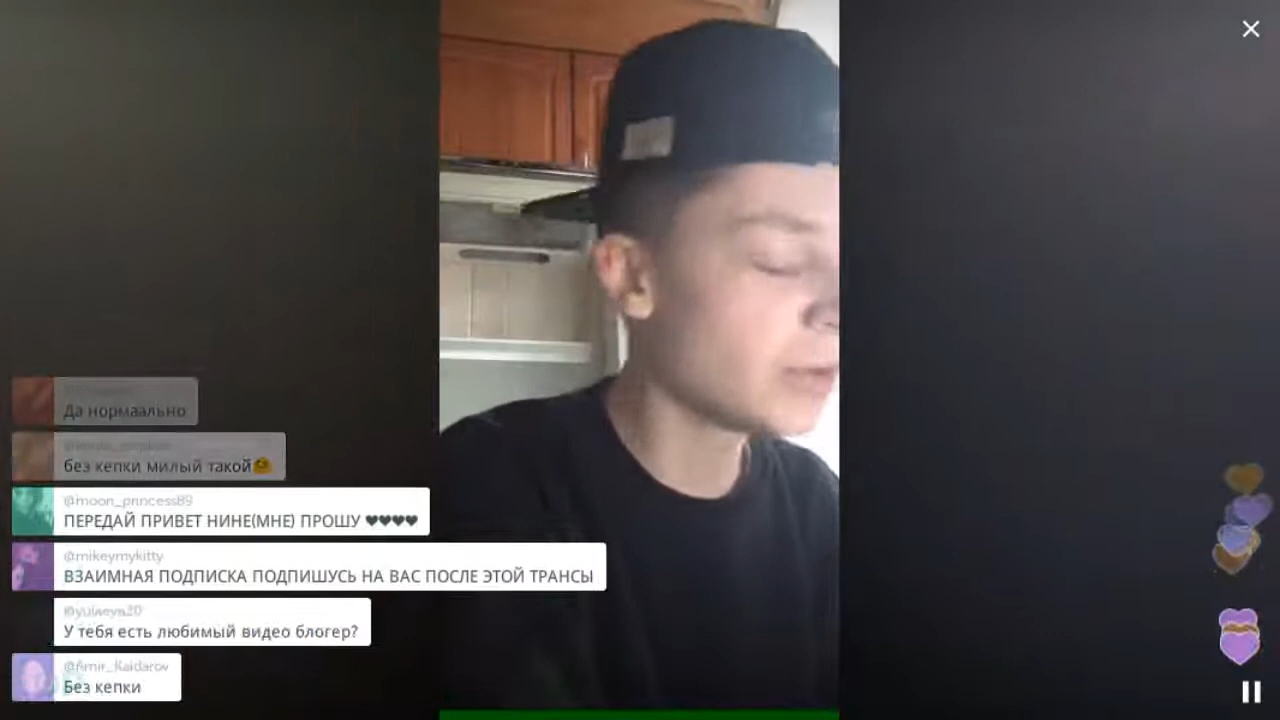 Да нормаально
без кепки милый такой
@moon_princess89
ПЕРЕДАЙ ПРИВЕТ НИНЕ(МНЕ) ПРОШУ ♥♥♥♥
@mikeymykitty
ВЗАИМНАЯ ПОДПИСКА ПОДПИШУСЬ НА ВАС ПОСЛЕ ЭТОЙ ТРАНСЫ
У тебя есть любимый видео блогер?
@Amir_Kaidarov
Без кепки